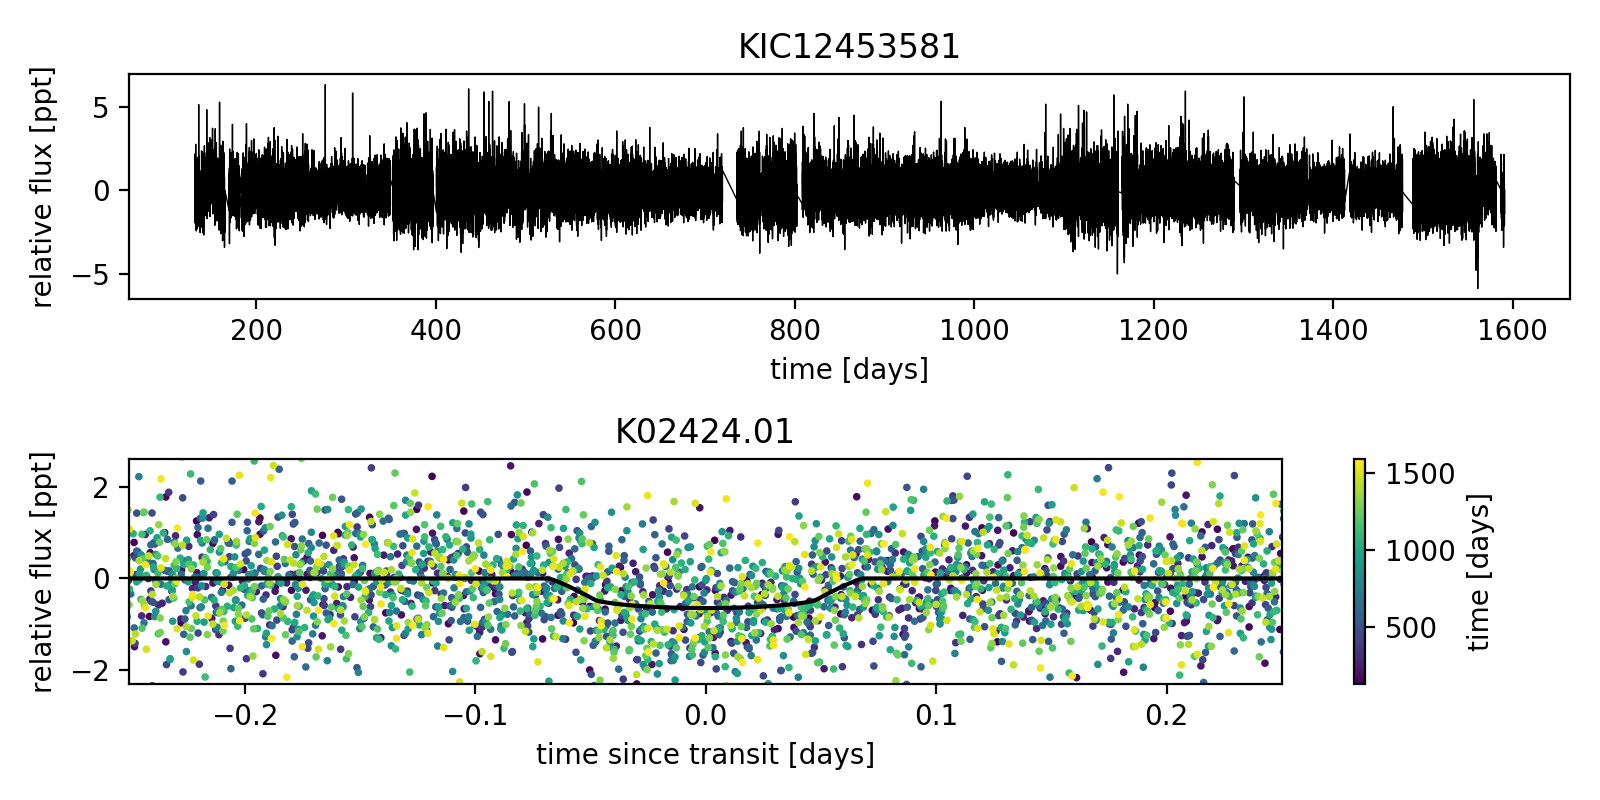 KIC12453581
relative flux [ppt]
5
0
−5
200 400 600 800 1000 1200 1400 1600
time [days]
K02424.01
relative flux [ppt]
2
0
−2
−0.2 −0.1 0.0 0.1 0.2
time since transit [days]
1500
1000
500
time [days]